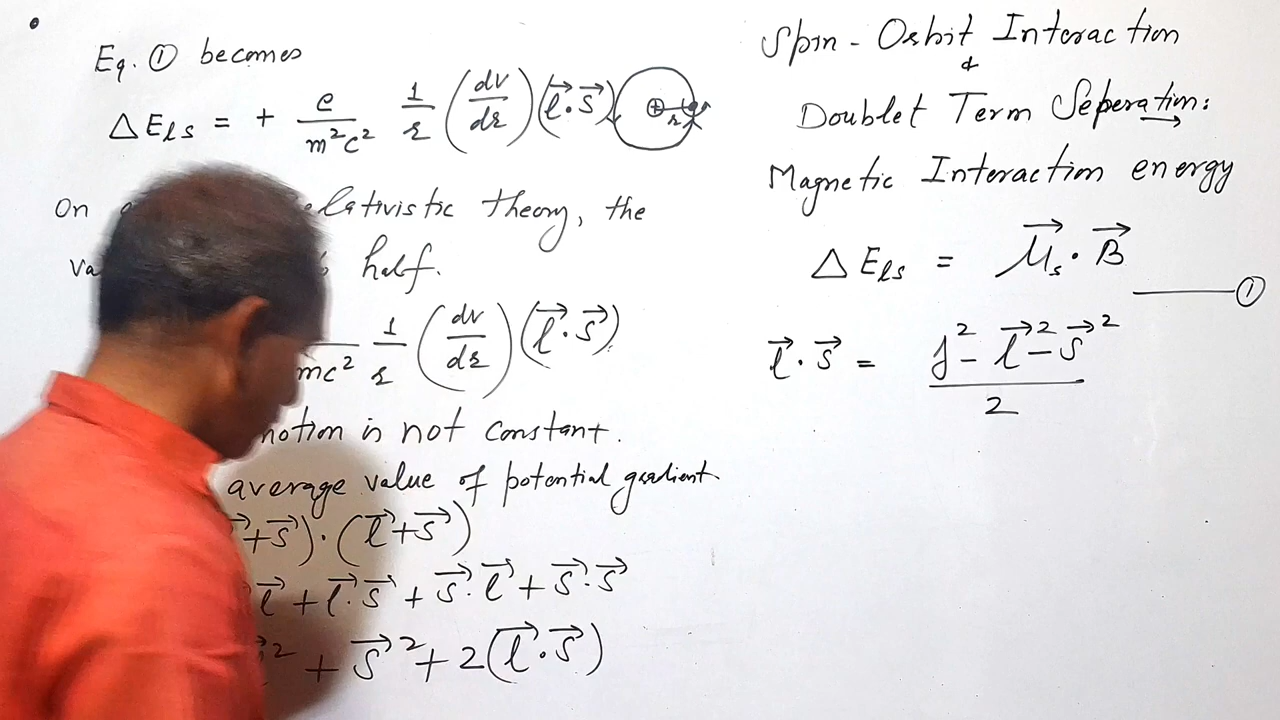 Eq. ① becomes
ΔEls = + e/m²c² 1/r (dv/dr) (l⃗·s⃗)
r
On relativistic theory, the
half.
mc² 1/r (dv/dr) (l⃗·s⃗)
motion is not constant.
average value of potential gradient
+s⃗)·(l⃗+s⃗)
l⃗ + l⃗·s⃗ + s⃗·l⃗ + s⃗·s⃗
² + s⃗² + 2(l⃗·s⃗)
Spin - Orbit Interaction
&
Doublet Term Seperation:
Magnetic Interaction energy
ΔEls = μ⃗s · B⃗ ——— ①
l⃗·s⃗ = j² - l⃗² - s⃗² / 2